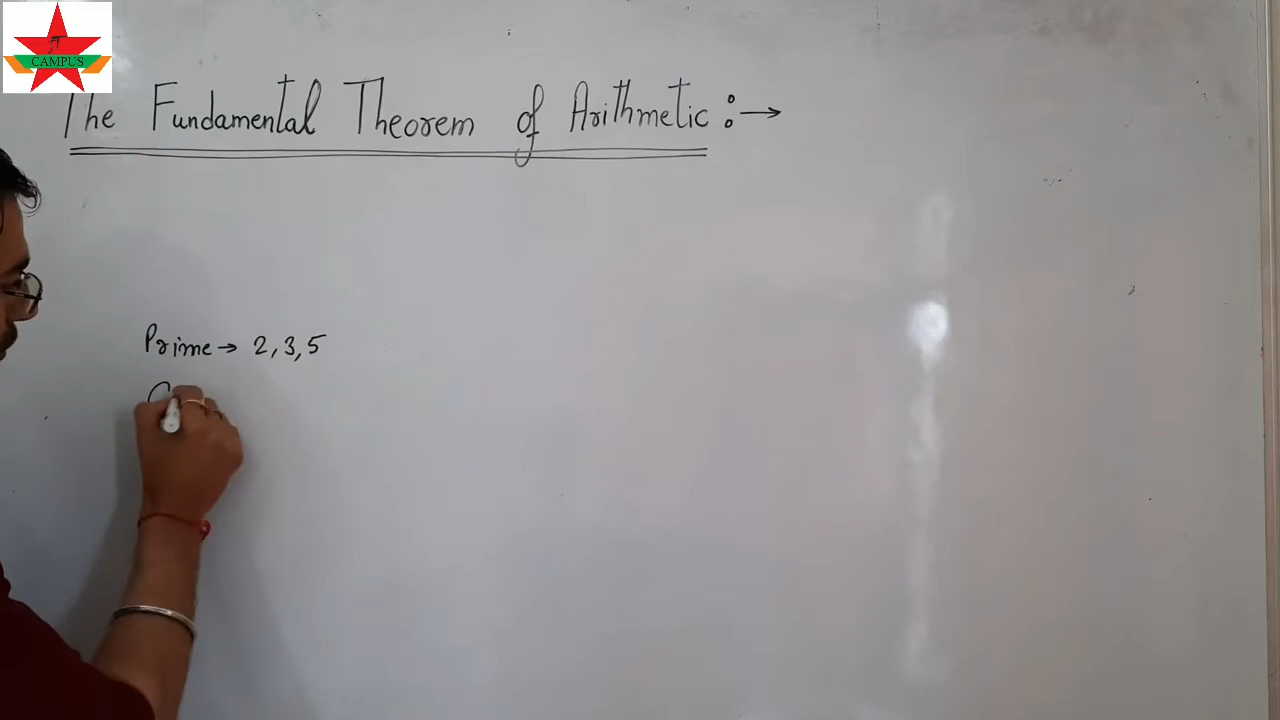 CAMPUS
The Fundamental Theorem of Arithmetic :→
Prime → 2, 3, 5